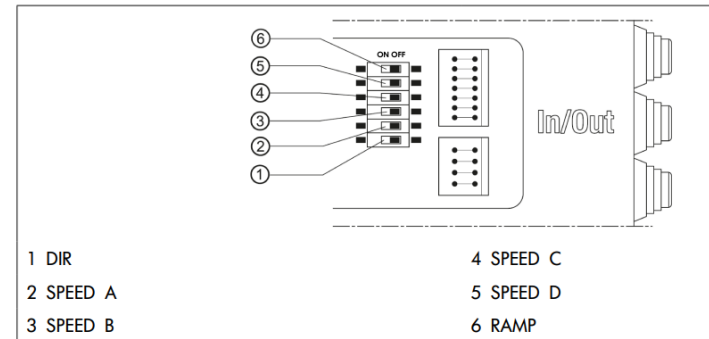 6
ON OFF
5
4
3
In/Out
2
1
1 DIR
4 SPEED C
2 SPEED A
5 SPEED D
3 SPEED B
6 RAMP